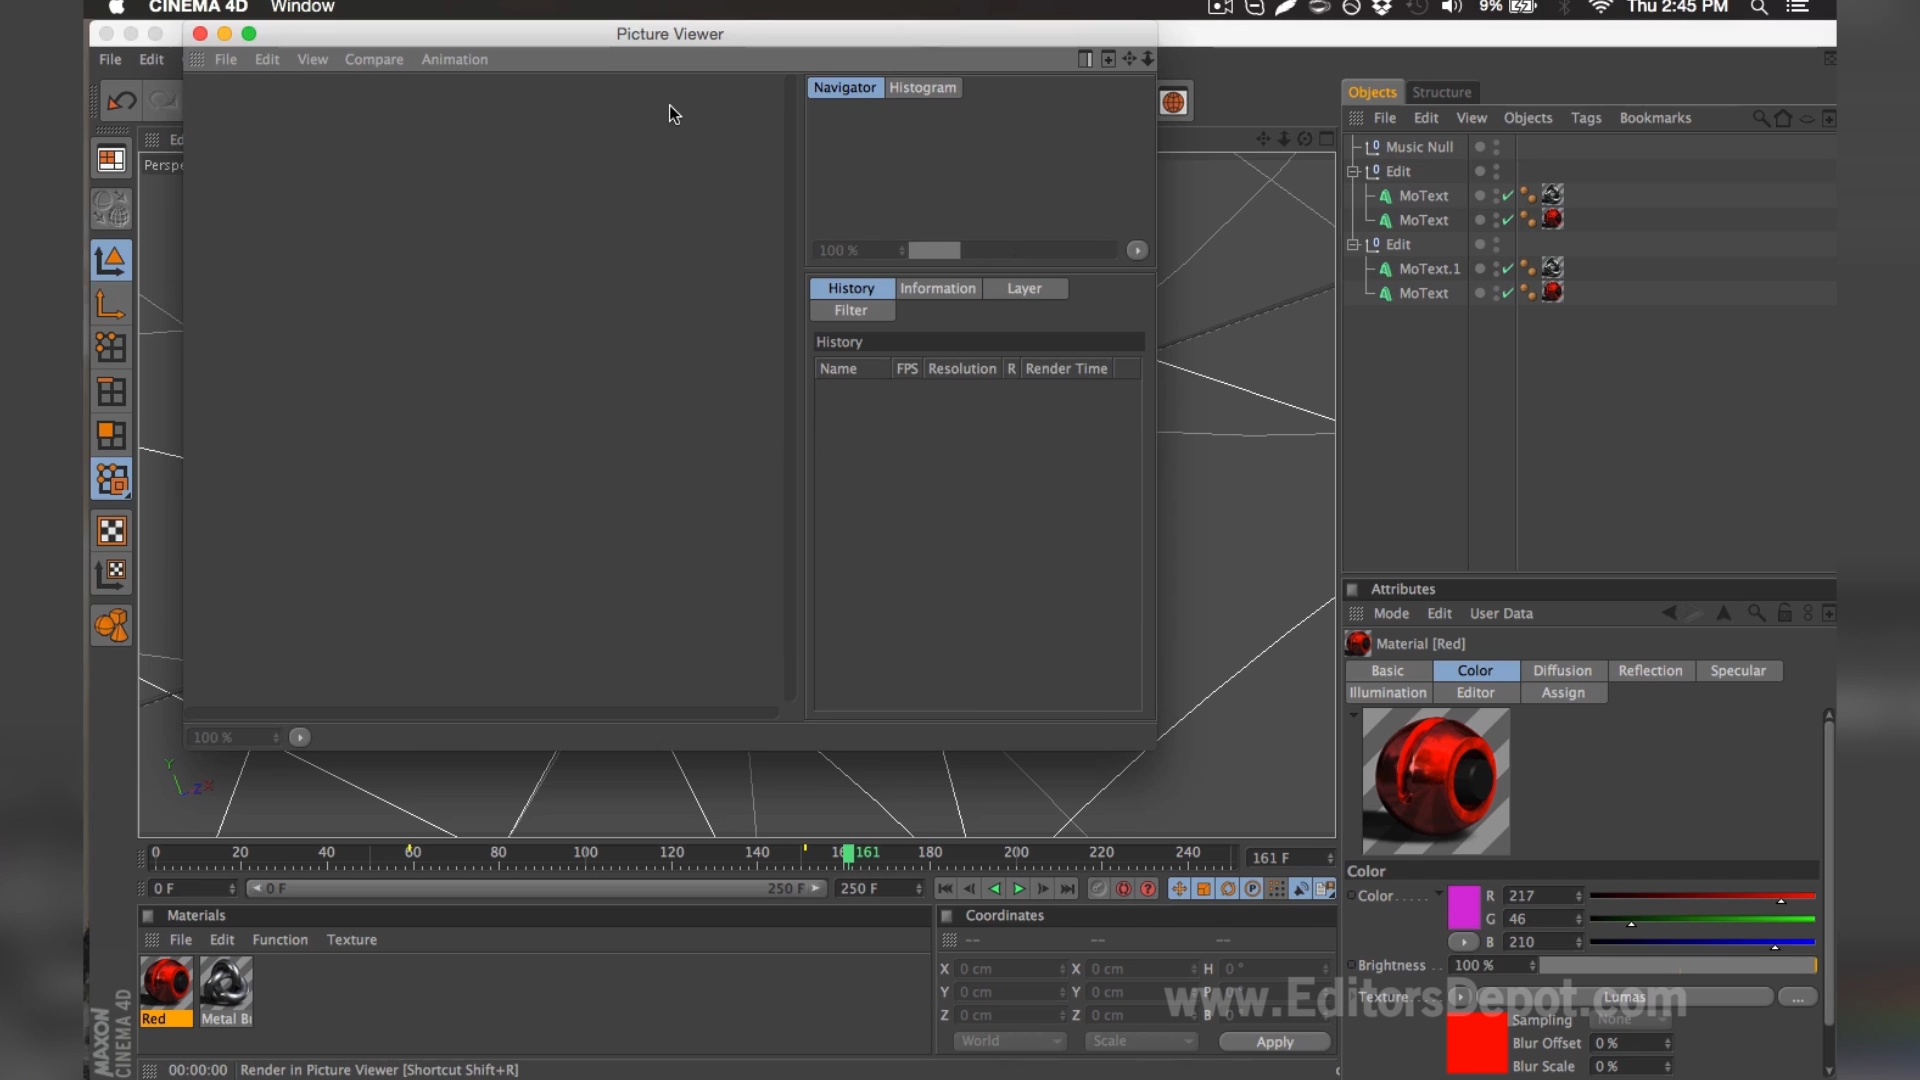 CINEMA 4D Window
9% Thu 2:45 PM
Picture Viewer
File Edit
File Edit View Compare Animation
Navigator Histogram
100 %
History Information Layer
Filter
History
Name FPS Resolution R Render Time
100 %
Ed
Perspe
Objects Structure
File Edit View Objects Tags Bookmarks
Music Null
Edit
MoText
MoText
Edit
MoText.1
MoText
Attributes
Mode Edit User Data
Material [Red]
Basic Color Diffusion Reflection Specular
Illumination Editor Assign
Color
Color
R 217
G 46
B 210
Brightness 100 %
Texture Lumas ...
Sampling None
Blur Offset 0 %
Blur Scale 0 %
Y
Z X
0 20 40 60 80 100 120 140 161 180 200 220 240
161 F
0 F 0 F 250 F 250 F
Materials
File Edit Function Texture
Red Metal Br
Coordinates
-- -- --
X 0 cm X 0 cm H 0 °
Y 0 cm Y 0 cm P 0 °
Z 0 cm Z 0 cm B 0 °
World Scale Apply
www.EditorsDepot.com
MAXON
CINEMA 4D
00:00:00 Render in Picture Viewer [Shortcut Shift+R]